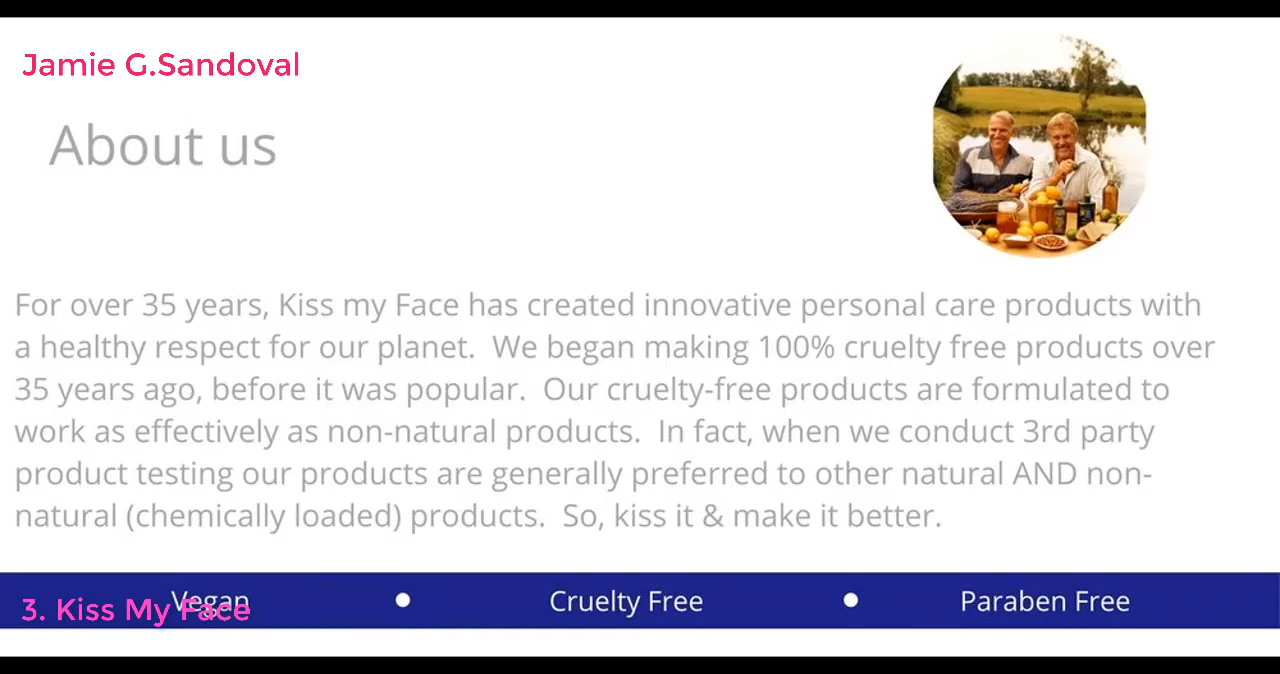 Jamie G.Sandoval
About us
For over 35 years, Kiss my Face has created innovative personal care products with
a healthy respect for our planet.  We began making 100% cruelty free products over
35 years ago, before it was popular.  Our cruelty-free products are formulated to
work as effectively as non-natural products.  In fact, when we conduct 3rd party
product testing our products are generally preferred to other natural AND non-
natural (chemically loaded) products.  So, kiss it & make it better.
Vegan • Cruelty Free • Paraben Free
3. Kiss My Face